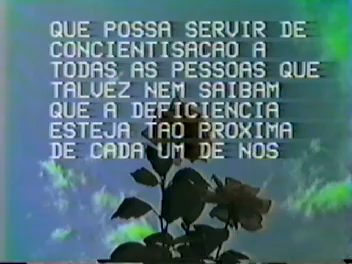 QUE POSSA SERVIR DE
CONCIENTISACAO A
TODAS AS PESSOAS QUE
TALVEZ NEM SAIBAM
QUE A DEFICIENCIA
ESTEJA TAO PROXIMA
DE CADA UM DE NOS